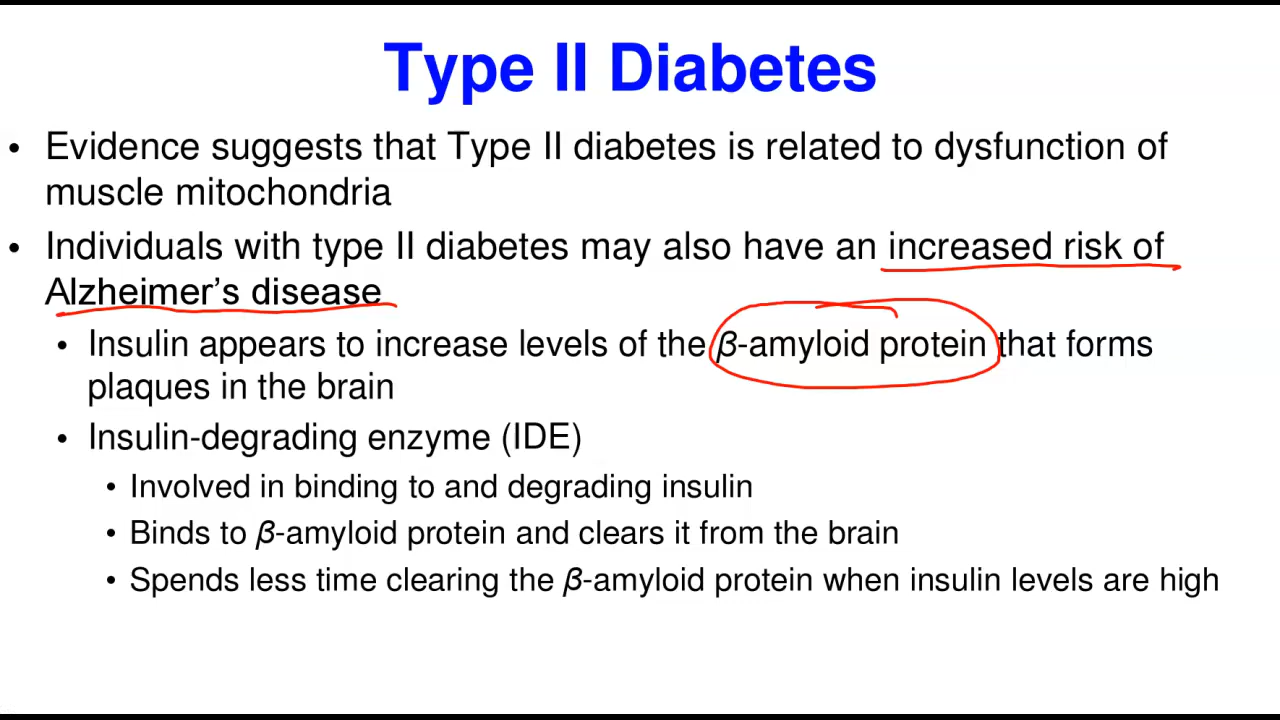 Type II Diabetes
• Evidence suggests that Type II diabetes is related to dysfunction of
muscle mitochondria
• Individuals with type II diabetes may also have an increased risk of
Alzheimer’s disease
• Insulin appears to increase levels of the β-amyloid protein that forms
plaques in the brain
• Insulin-degrading enzyme (IDE)
• Involved in binding to and degrading insulin
• Binds to β-amyloid protein and clears it from the brain
• Spends less time clearing the β-amyloid protein when insulin levels are high